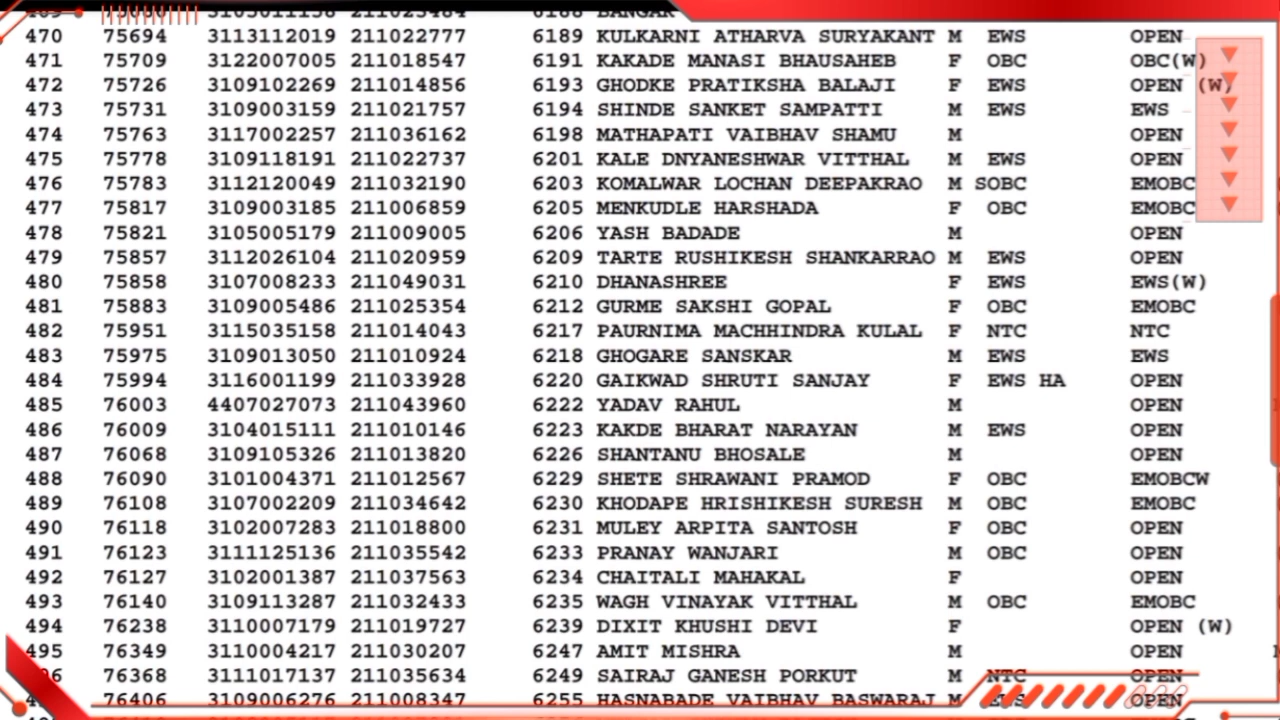 470 75694 3113112019 211022777 6189 KULKARNI ATHARVA SURYAKANT M EWS OPEN
471 75709 3122007005 211018547 6191 KAKADE MANASI BHAUSAHEB F OBC OBC(W)
472 75726 3109102269 211014856 6193 GHODKE PRATIKSHA BALAJI F EWS OPEN (W)
473 75731 3109003159 211021757 6194 SHINDE SANKET SAMPATTI M EWS EWS
474 75763 3117002257 211036162 6198 MATHAPATI VAIBHAV SHAMU M OPEN
475 75778 3109118191 211022737 6201 KALE DNYANESHWAR VITTHAL M EWS OPEN
476 75783 3112120049 211032190 6203 KOMALWAR LOCHAN DEEPAKRAO M SOBC EMOBC
477 75817 3109003185 211006859 6205 MENKUDLE HARSHADA F OBC EMOBC
478 75821 3105005179 211009005 6206 YASH BADADE M OPEN
479 75857 3112026104 211020959 6209 TARTE RUSHIKESH SHANKARRAO M EWS OPEN
480 75858 3107008233 211049031 6210 DHANASHREE F EWS EWS(W)
481 75883 3109005486 211025354 6212 GURME SAKSHI GOPAL F OBC EMOBC
482 75951 3115035158 211014043 6217 PAURNIMA MACHHINDRA KULAL F NTC NTC
483 75975 3109013050 211010924 6218 GHOGARE SANSKAR M EWS EWS
484 75994 3116001199 211033928 6220 GAIKWAD SHRUTI SANJAY F EWS HA OPEN
485 76003 4407027073 211043960 6222 YADAV RAHUL M OPEN
486 76009 3104015111 211010146 6223 KAKDE BHARAT NARAYAN M EWS OPEN
487 76068 3109105326 211013820 6226 SHANTANU BHOSALE M OPEN
488 76090 3101004371 211012567 6229 SHETE SHRAWANI PRAMOD F OBC EMOBCW
489 76108 3107002209 211034642 6230 KHODAPE HRISHIKESH SURESH M OBC EMOBC
490 76118 3102007283 211018800 6231 MULEY ARPITA SANTOSH F OBC OPEN
491 76123 3111125136 211035542 6233 PRANAY WANJARI M OBC OPEN
492 76127 3102001387 211037563 6234 CHAITALI MAHAKAL F OPEN
493 76140 3109113287 211032433 6235 WAGH VINAYAK VITTHAL M OBC EMOBC
494 76238 3110007179 211019727 6239 DIXIT KHUSHI DEVI F OPEN (W)
495 76349 3110004217 211030207 6247 AMIT MISHRA M OPEN
76368 3111017137 211035634 6249 SAIRAJ GANESH PORKUT M NTC OPEN
76406 3109006276 211008347 6255 HASNABADE VAIBHAV BASWARAJ M EWS OPEN